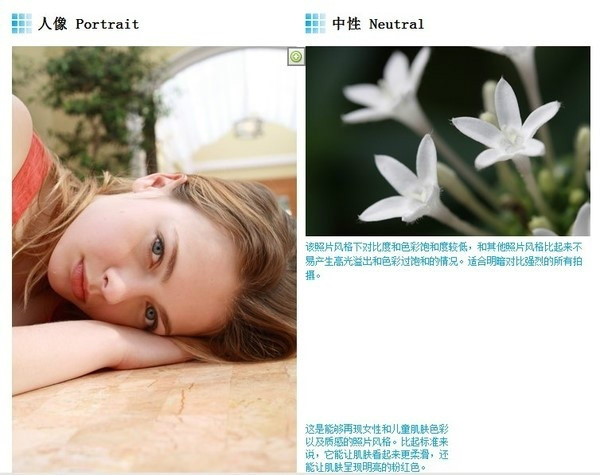 人像 Portrait
中性 Neutral
该照片风格下对比度和色彩饱和度较低，和其他照片风格比起来不
易产生高光溢出和色彩过饱和的情况。适合明暗对比强烈的所有拍
摄。
这是能够再现女性和儿童肌肤色彩
以及质感的照片风格。比起标准来
说，它能让肌肤看起来更柔滑，还
能让肌肤呈现明亮的粉红色。